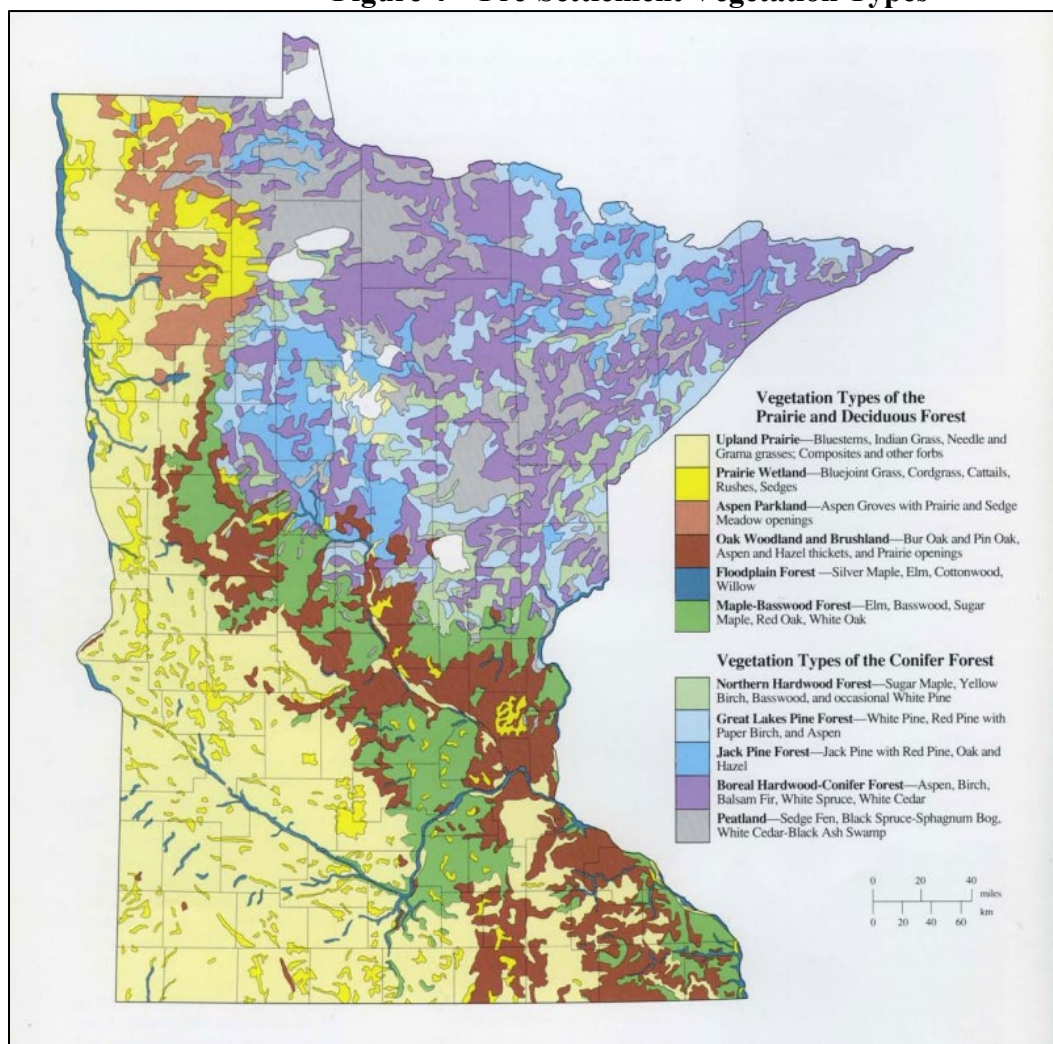 Figure 4 – Pre-Settlement Vegetation Types
Vegetation Types of the
Prairie and Deciduous Forest
Upland Prairie—Bluestems, Indian Grass, Needle and
Grama grasses; Composites and other forbs
Prairie Wetland—Bluejoint Grass, Cordgrass, Cattails,
Rushes, Sedges
Aspen Parkland—Aspen Groves with Prairie and Sedge
Meadow openings
Oak Woodland and Brushland—Bur Oak and Pin Oak,
Aspen and Hazel thickets, and Prairie openings
Floodplain Forest—Silver Maple, Elm, Cottonwood,
Willow
Maple-Basswood Forest—Elm, Basswood, Sugar
Maple, Red Oak, White Oak
Vegetation Types of the Conifer Forest
Northern Hardwood Forest—Sugar Maple, Yellow
Birch, Basswood, and occasional White Pine
Great Lakes Pine Forest—White Pine, Red Pine with
Paper Birch, and Aspen
Jack Pine Forest—Jack Pine with Red Pine, Oak and
Hazel
Boreal Hardwood-Conifer Forest—Aspen, Birch,
Balsam Fir, White Spruce, White Cedar
Peatland—Sedge Fen, Black Spruce-Sphagnum Bog,
White Cedar-Black Ash Swamp
0 20 40
miles
km
0 20 40 60